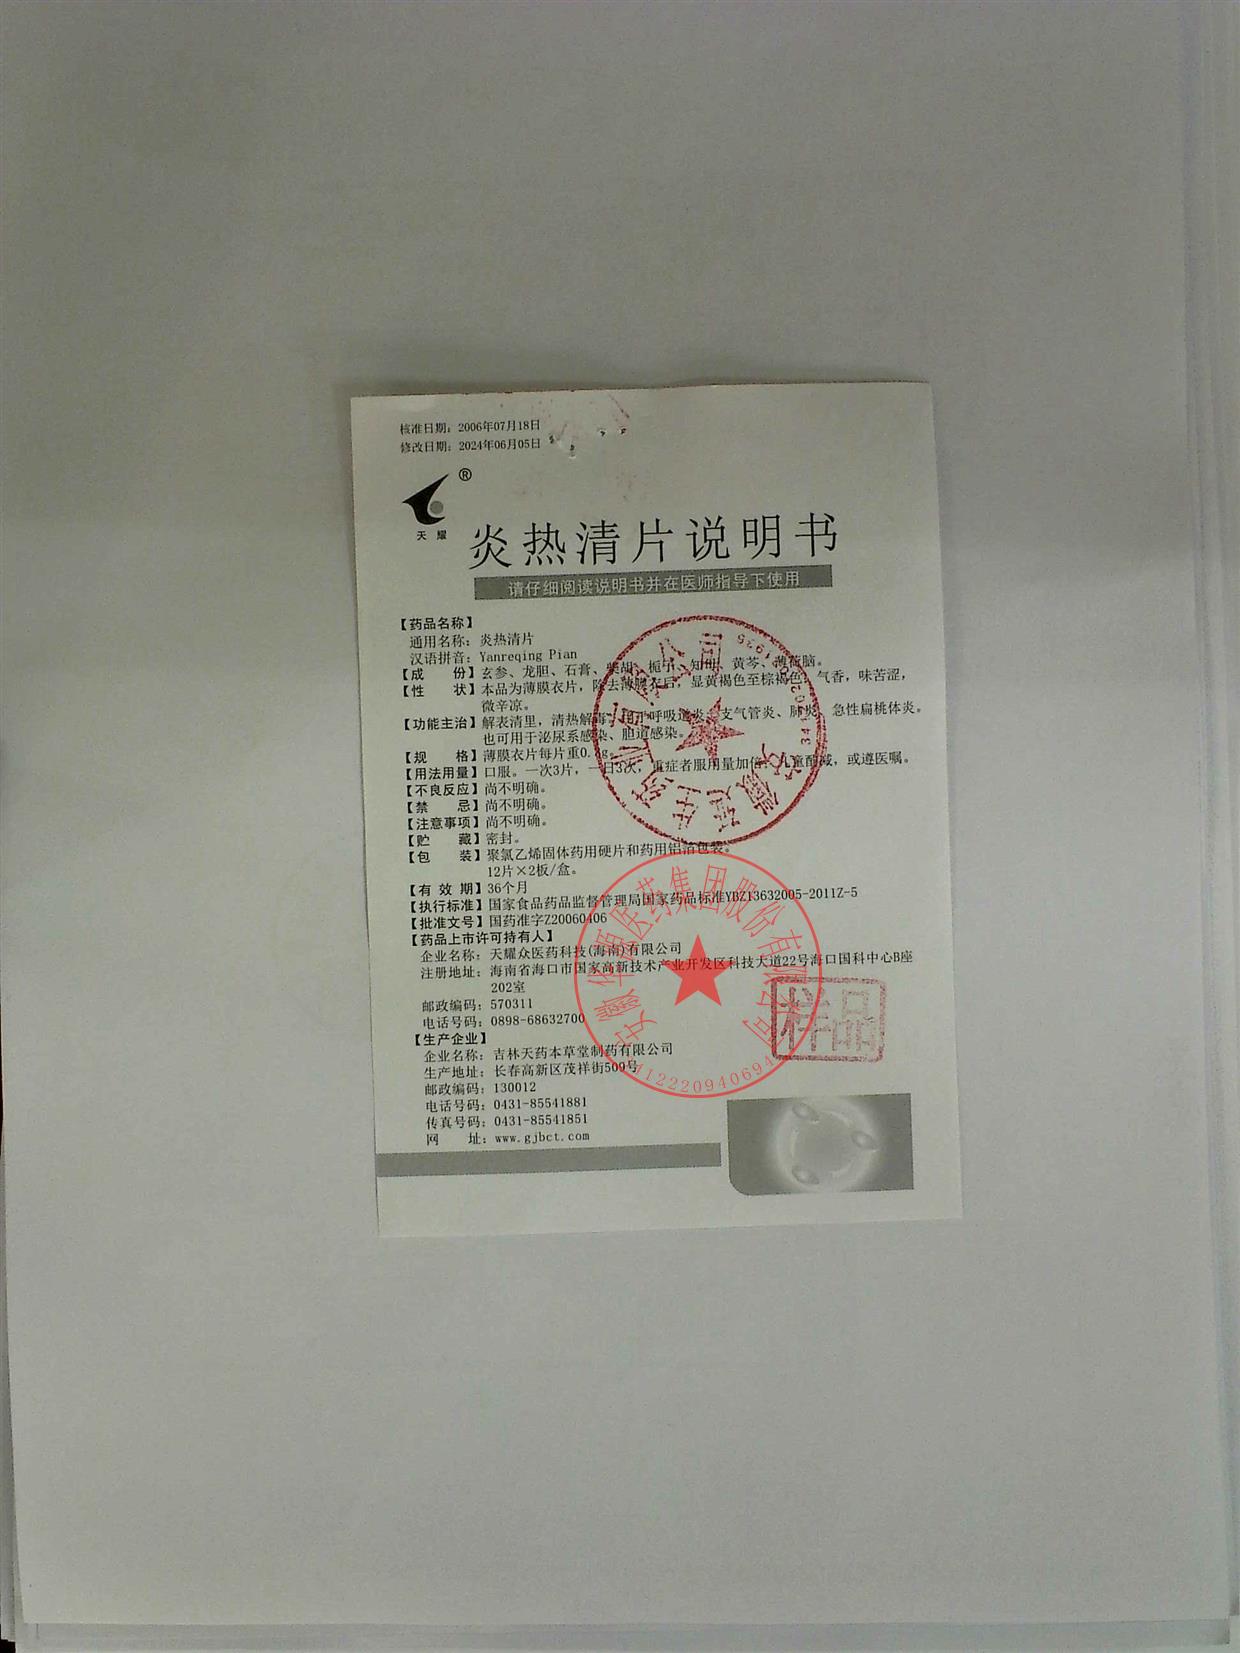 核准日期：2006年07月18日
修改日期：2024年06月05日
®
天耀
炎热清片说明书
请仔细阅读说明书并在医师指导下使用
【药品名称】
通用名称：炎热清片
汉语拼音：Yanreqing Pian
【成 份】玄参、龙胆、石膏、柴胡、栀子、知母、黄芩、薄荷脑。
【性 状】本品为薄膜衣片，除去薄膜衣后，显黄褐色至棕褐色；气香，味苦涩，
微辛凉。
【功能主治】解表清里，清热解毒。用于呼吸道炎、支气管炎、肺炎、急性扁桃体炎。
也可用于泌尿系感染、胆道感染。
【规 格】薄膜衣片每片重0.3g。
【用法用量】口服。一次3片，一日3次，重症者服用量加倍，儿童酌减，或遵医嘱。
【不良反应】尚不明确。
【禁 忌】尚不明确。
【注意事项】尚不明确。
【贮 藏】密封。
【包 装】聚氯乙烯固体药用硬片和药用铝箔包装。
12片×2板/盒。
【有 效 期】36个月
【执行标准】国家食品药品监督管理局国家药品标准YBZ13632005-2011Z-5
【批准文号】国药准字Z20060406
【药品上市许可持有人】
企业名称：天耀众医药科技(海南)有限公司
注册地址：海南省海口市国家高新技术产业开发区科技大道22号海口国科中心B座
202室
邮政编码：570311
电话号码：0898-68632700
【生产企业】
企业名称：吉林天药本草堂制药有限公司
生产地址：长春高新区茂祥街509号
邮政编码：130012
电话号码：0431-85541881
传真号码：0431-85541851
网 址：www.gjbct.com
药业有限公司
安徽华源医药集团股份有限公司
样品